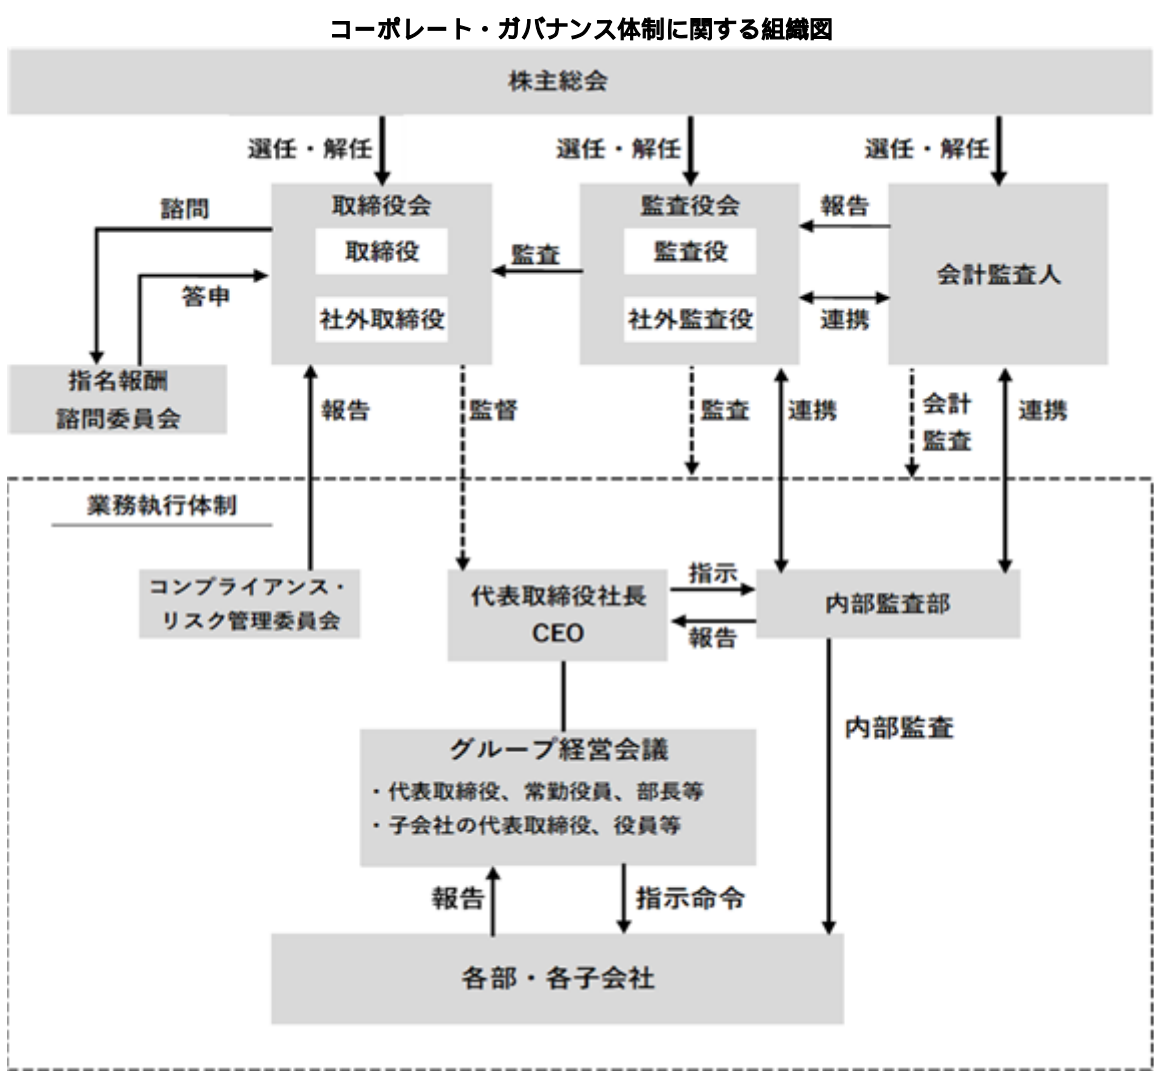 コーポレート・ガバナンス体制に関する組織図
株主総会
選任・解任
選任・解任
選任・解任
諮問
取締役会
監査役会
報告
取締役
監査
監査役
会計監査人
答申
社外取締役
社外監査役
連携
指名報酬
諮問委員会
報告
監督
監査
連携
会計
監査
連携
業務執行体制
コンプライアンス・
リスク管理委員会
代表取締役社長
CEO
指示
報告
内部監査部
内部監査
グループ経営会議
・代表取締役、常勤役員、部長等
・子会社の代表取締役、役員等
報告
指示命令
各部・各子会社